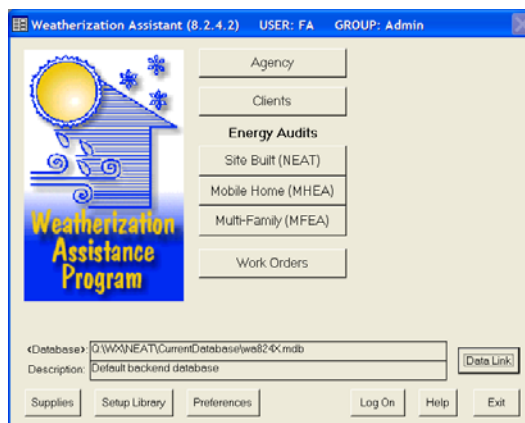 Weatherization Assistant (8.2.4.2) USER: FA GROUP: Admin
Agency
Clients
Energy Audits
Site Built (NEAT)
Mobile Home (MHEA)
Multi-Family (MFEA)
Work Orders
Weatherization
Assistance
Program
<Database>: Q:\WX\NEAT\CurrentDatabase\wa824X.mdb
Data Link
Description: Default backend database
Supplies Setup Library Preferences Log On Help Exit